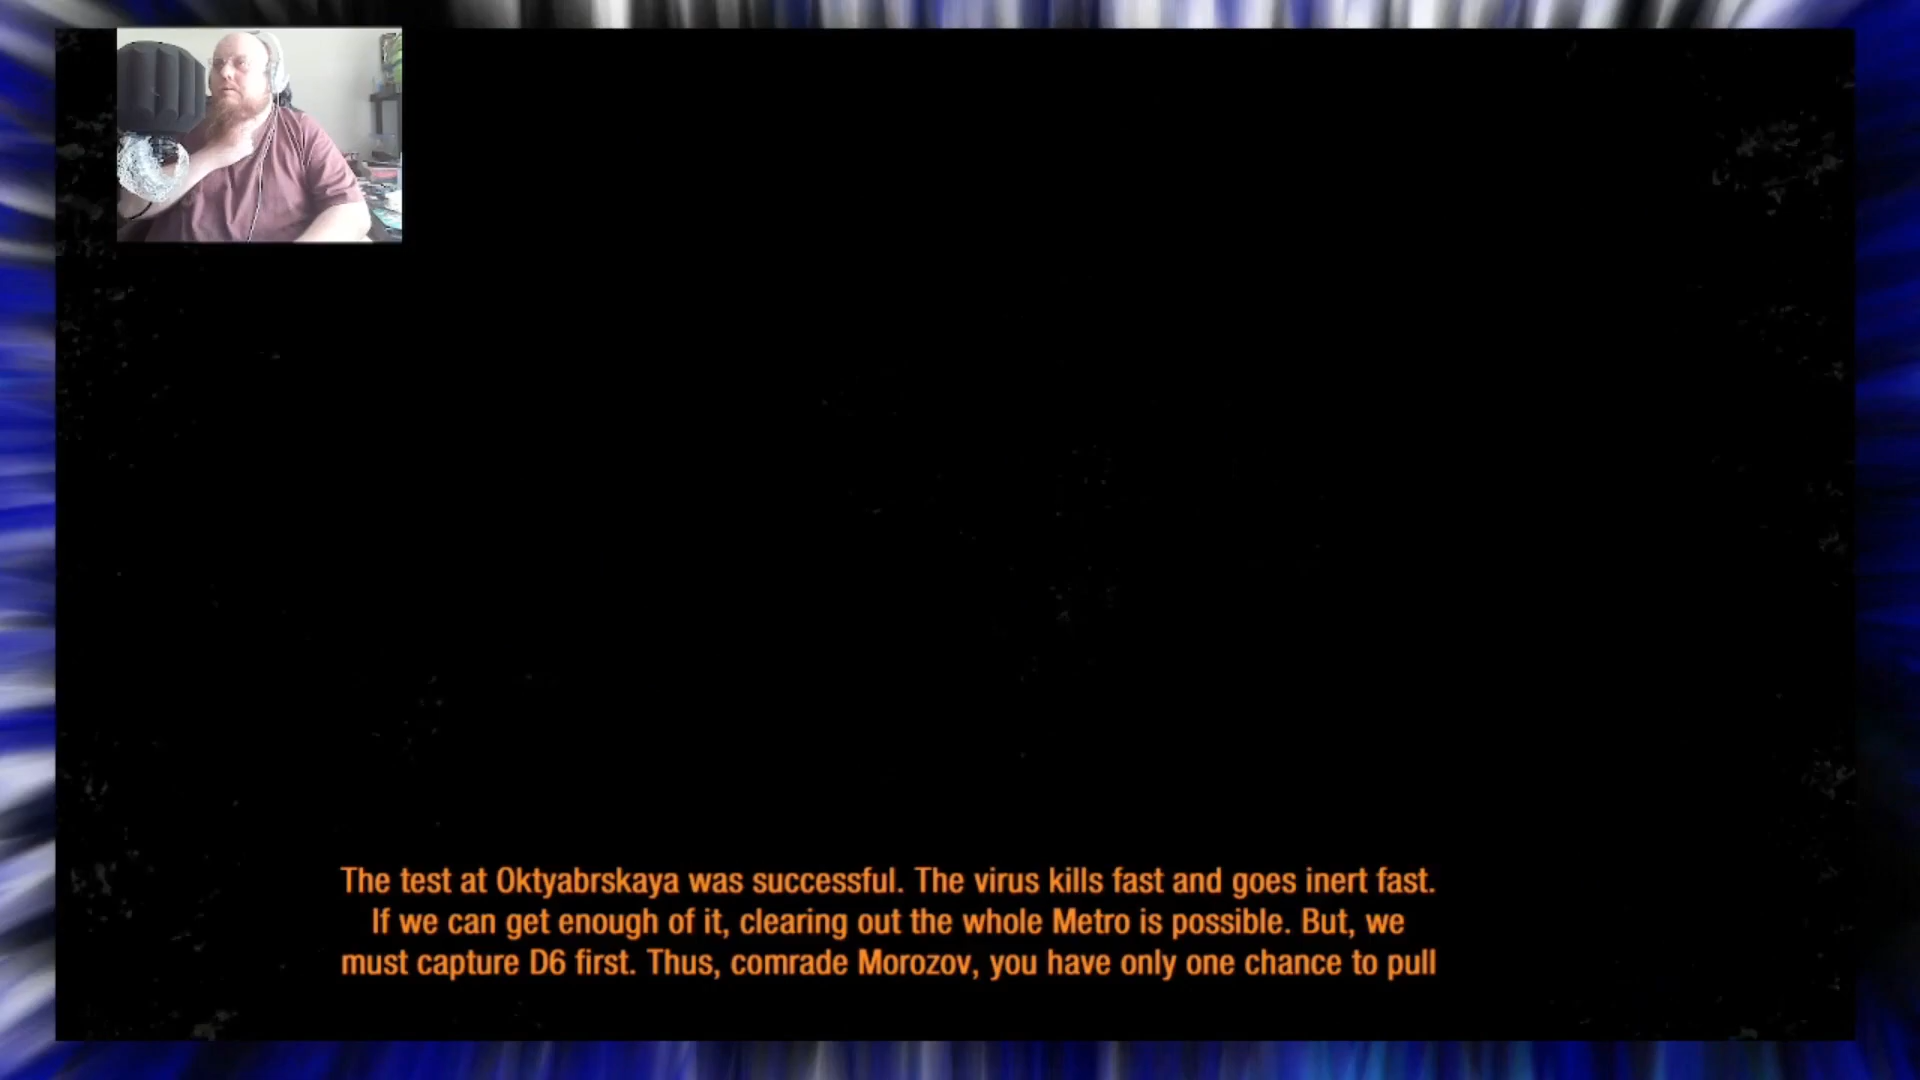 The test at Oktyabrskaya was successful. The virus kills fast and goes inert fast.
If we can get enough of it, clearing out the whole Metro is possible. But, we
must capture D6 first. Thus, comrade Morozov, you have only one chance to pull